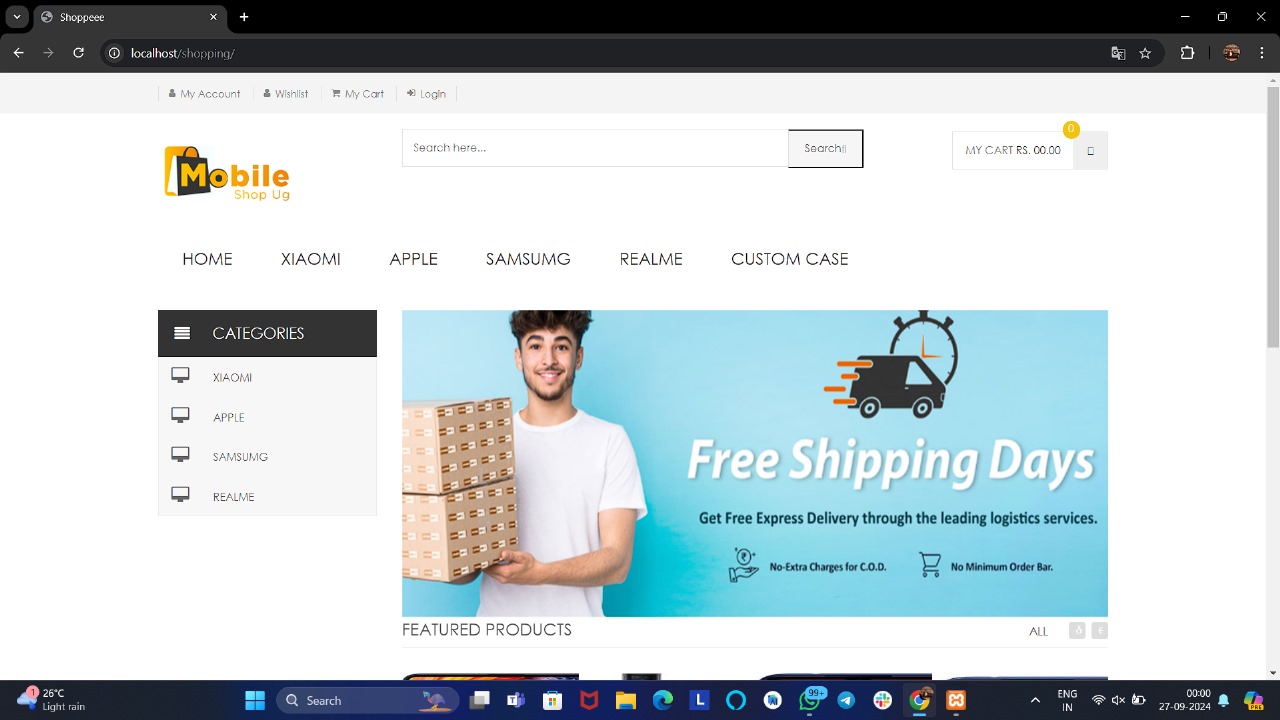 Shoppee
localhost/shopping/
My Account Wishlist My Cart Login
Search here...
Search
0
MY CART RS. 00.00
Mobile
Shop Ug
HOME XIAOMI APPLE SAMSUMG REALME CUSTOM CASE
CATEGORIES
XIAOMI
APPLE
SAMSUMG
REALME
Free Shipping Days
Get Free Express Delivery through the leading logistics services.
No-Extra Charges for C.O.D. No Minimum Order Bar.
FEATURED PRODUCTS
ALL
1
26°C
Light rain
Search
99+
ENG
IN
00:00
27-09-2024